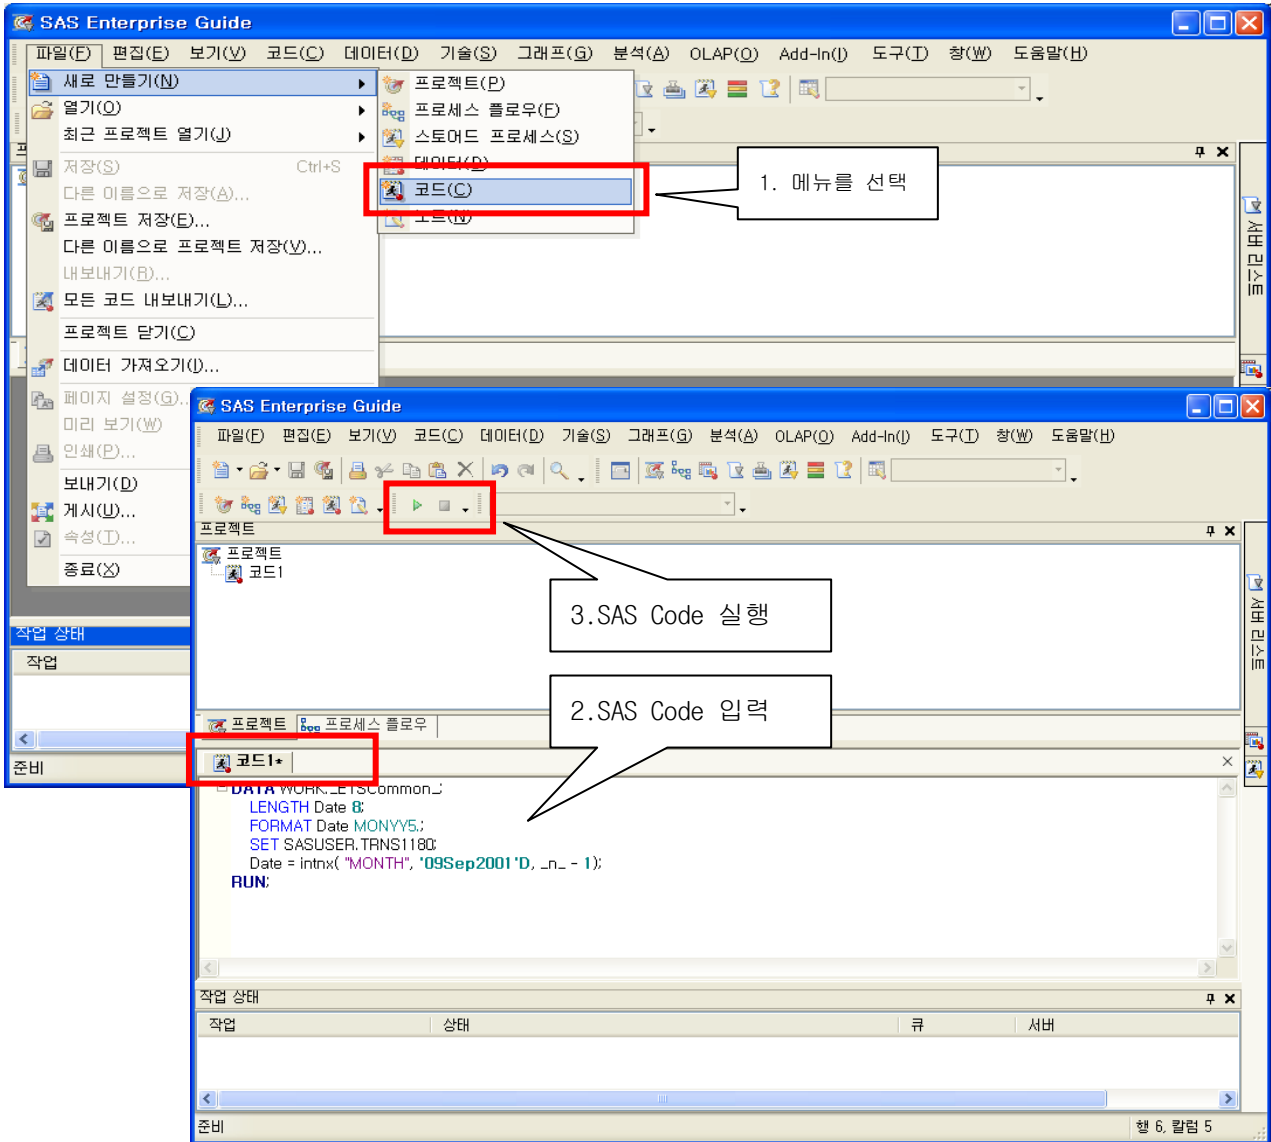 SAS Enterprise Guide
파일(F) 편집(E) 보기(V) 코드(C) 데이터(D) 기술(S) 그래프(G) 분석(A) OLAP(O) Add-In(I) 도구(T) 창(W) 도움말(H)
새로 만들기(N)
열기(O)
최근 프로젝트 열기(J)
저장(S) Ctrl+S
다른 이름으로 저장(A)...
프로젝트 저장(E)...
다른 이름으로 프로젝트 저장(V)...
내보내기(R)...
모든 코드 내보내기(L)...
프로젝트 닫기(C)
데이터 가져오기(I)...
페이지 설정(G)..
미리 보기(W)
인쇄(P)...
보내기(D)
게시(U)...
속성(T)...
종료(X)
프로젝트(P)
프로세스 플로우(F)
스토어드 프로세스(S)
데이터(D)
코드(C)
노트(N)
1. 메뉴를 선택
서버 리스트
작업 상태
작업
준비
SAS Enterprise Guide
파일(F) 편집(E) 보기(V) 코드(C) 데이터(D) 기술(S) 그래프(G) 분석(A) OLAP(O) Add-In(I) 도구(T) 창(W) 도움말(H)
프로젝트
프로젝트
코드1
3.SAS Code 실행
서버 리스트
2.SAS Code 입력
프로젝트 프로세스 플로우
코드1*
DATA WORK._ETSCommon_;
LENGTH Date 8;
FORMAT Date MONYY5.;
SET SASUSER.TRNS1180;
Date = intnx( "MONTH", '09Sep2001'D, _n_ - 1);
RUN;
작업 상태
작업 상태 큐 서버
준비 행 6, 칼럼 5